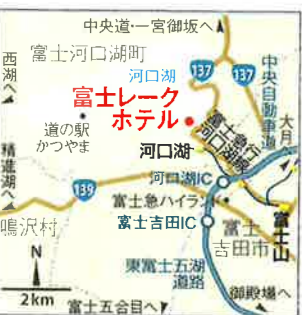 中央道・一宮御坂へ
富士河口湖町
西湖へ
河口湖
137
137
中央自動車道
富士レーク
ホテル
道の駅
かつやま
富士急行
河口湖線
大月
河口湖
精進湖へ
河口湖IC
139
富士急ハイランド
富士山
鳴沢村
富士吉田IC
富士
吉田市
N
東富士五湖
道路
2km
富士五合目へ
御殿場へ